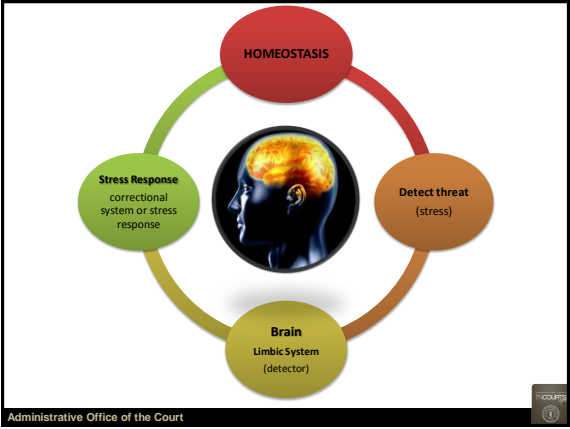 HOMEOSTASIS
Stress Response
correctional
system or stress
response
Detect threat
(stress)
Brain
Limbic System
(detector)
TNCOURTS
Administrative Office of the Court